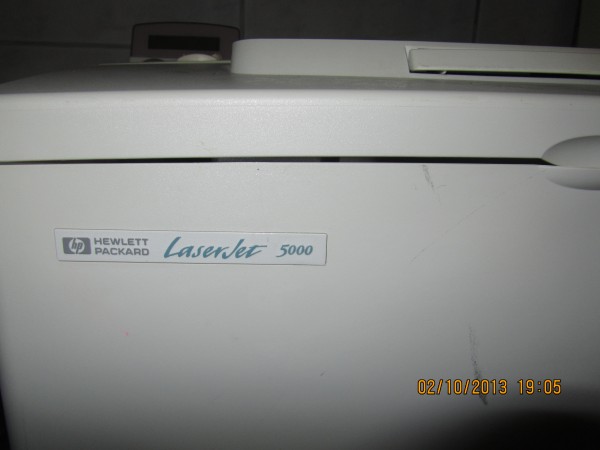 hp HEWLETT PACKARD LaserJet 5000
02/10/2013 19:05